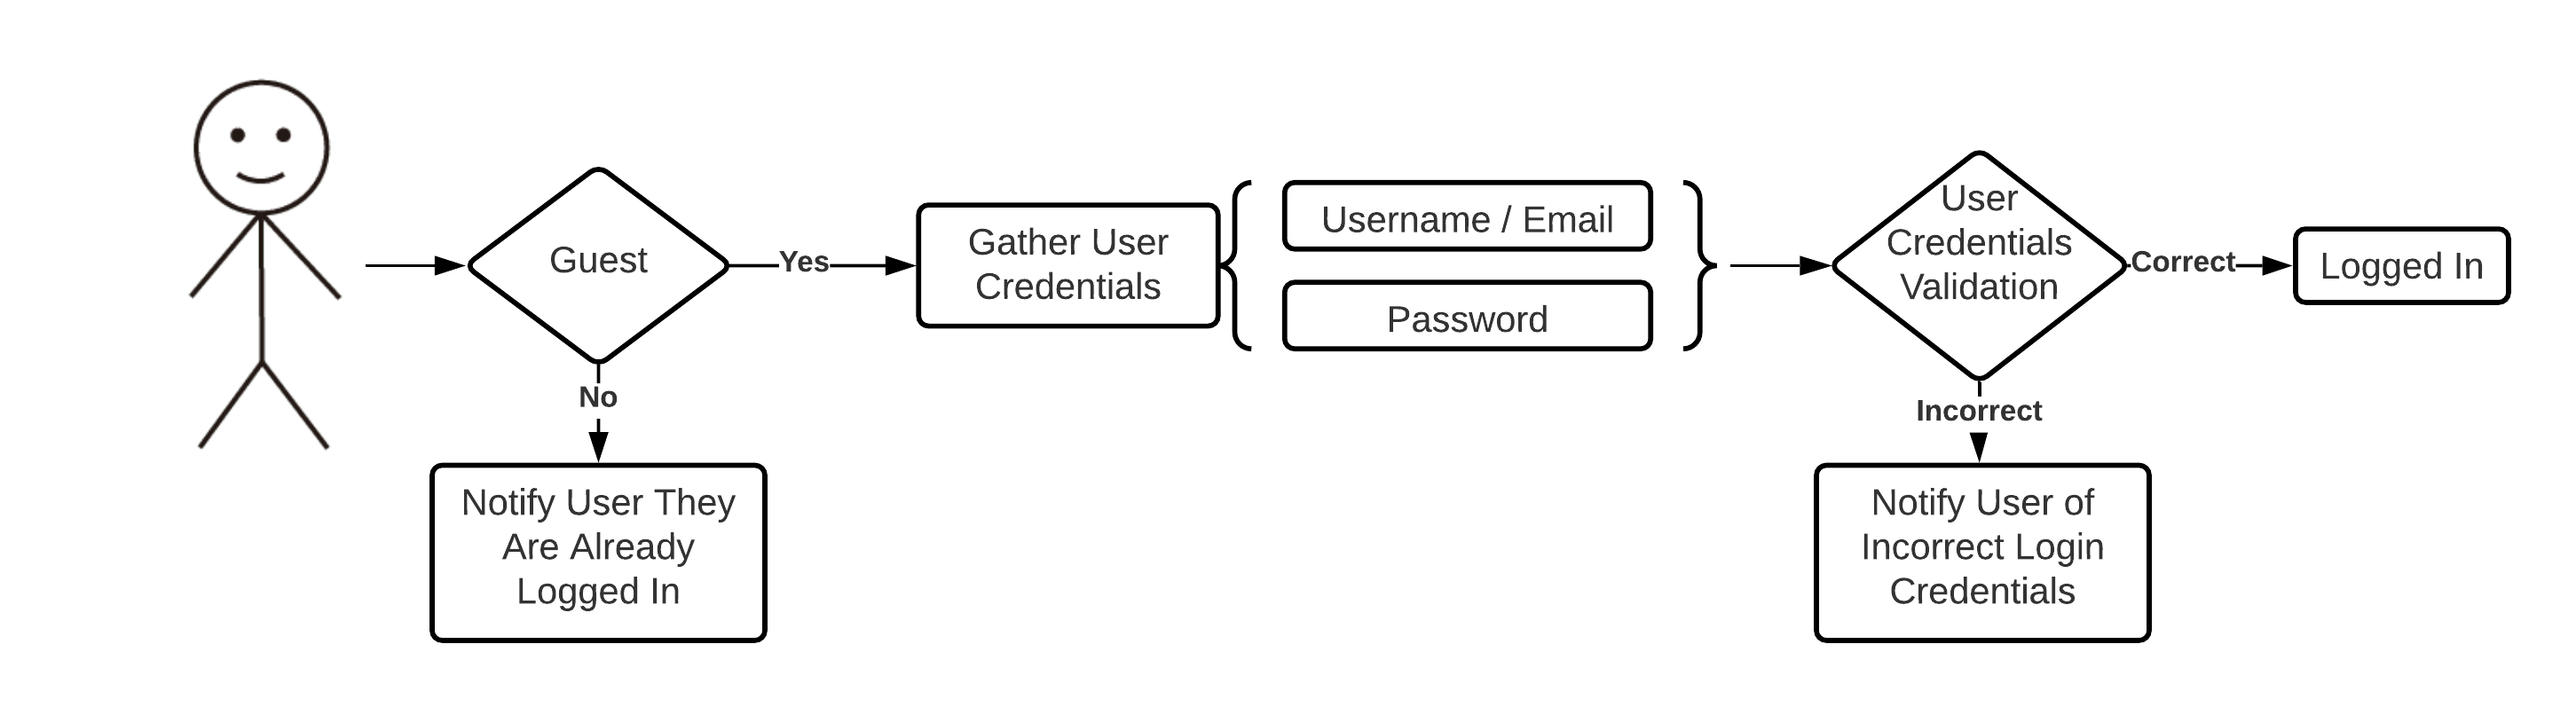 Guest
Yes
No
Notify User They
Are Already
Logged In
Gather User
Credentials
Username / Email
Password
User
Credentials
Validation
Correct
Logged In
Incorrect
Notify User of
Incorrect Login
Credentials